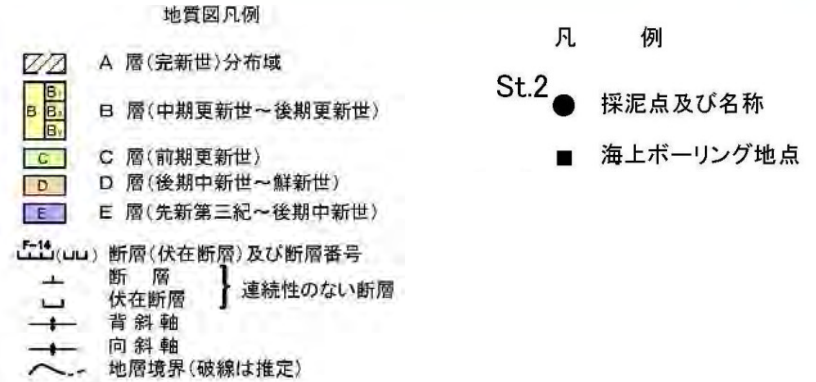 地質図凡例
A 層(完新世)分布域
B B₁ B₂ B₃ B 層(中期更新世～後期更新世)
C C 層(前期更新世)
D D 層(後期中新世～鮮新世)
E E 層(先新第三紀～後期中新世)
F-14 断層(伏在断層)及び断層番号
断 層
伏在断層
連続性のない断層
背 斜 軸
向 斜 軸
地層境界(破線は推定)
凡 例
St.2 採泥点及び名称
海上ボーリング地点